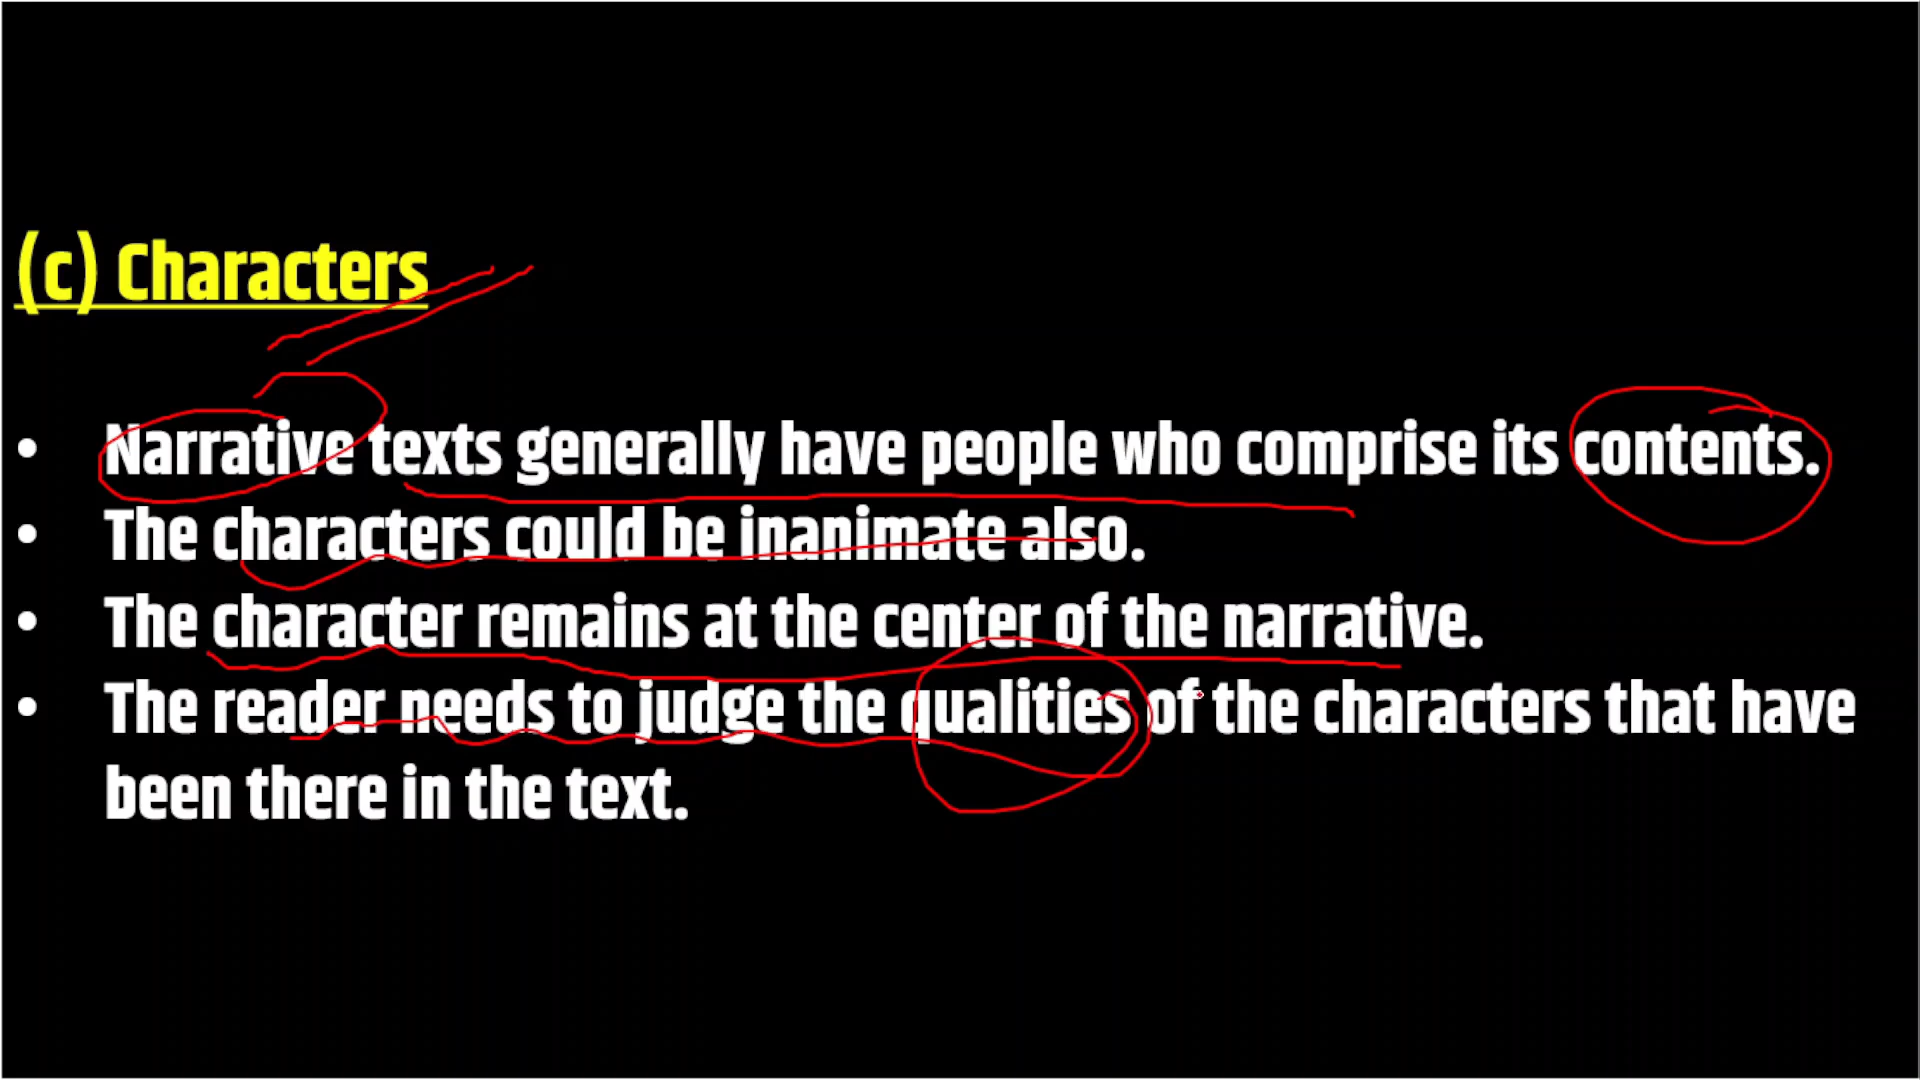 (c) Characters
• Narrative texts generally have people who comprise its contents.
• The characters could be inanimate also.
• The character remains at the center of the narrative.
• The reader needs to judge the qualities of the characters that have
been there in the text.